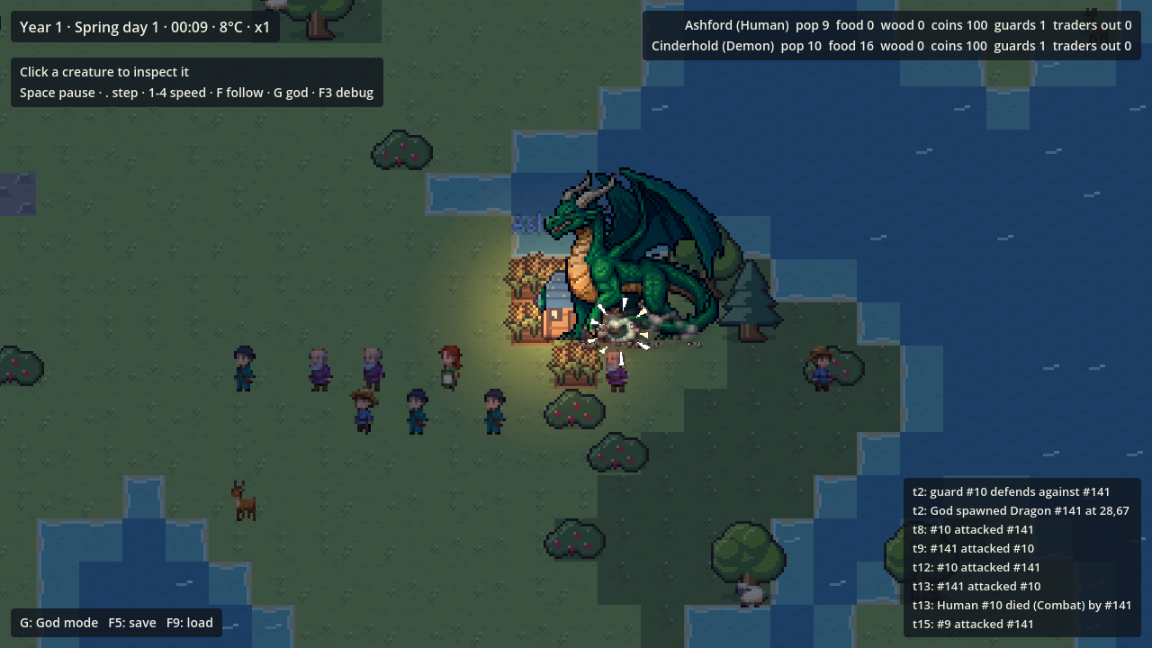 Year 1 · Spring day 1 · 00:09 · 8°C · x1
Click a creature to inspect it
Space pause · . step · 1-4 speed · F follow · G god · F3 debug
Ashford (Human) pop 9 food 0 wood 0 coins 100 guards 1 traders out 0
Cinderhold (Demon) pop 10 food 16 wood 0 coins 100 guards 1 traders out 0
t2: guard #10 defends against #141
t2: God spawned Dragon #141 at 28,67
t8: #10 attacked #141
t9: #141 attacked #10
t12: #10 attacked #141
t13: #141 attacked #10
t13: Human #10 died (Combat) by #141
t15: #9 attacked #141
G: God mode F5: save F9: load